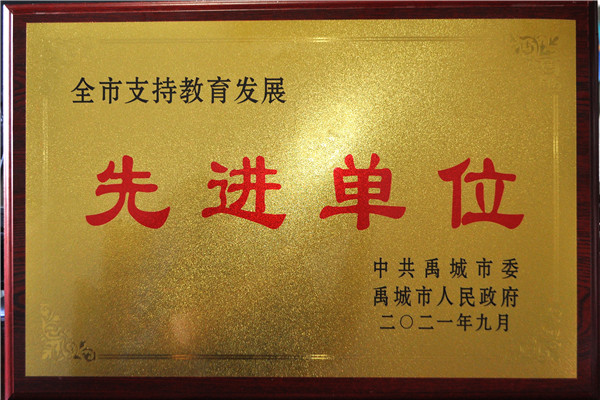 全市支持教育发展
先进单位
中共禹城市委
禹城市人民政府
二〇二一年九月